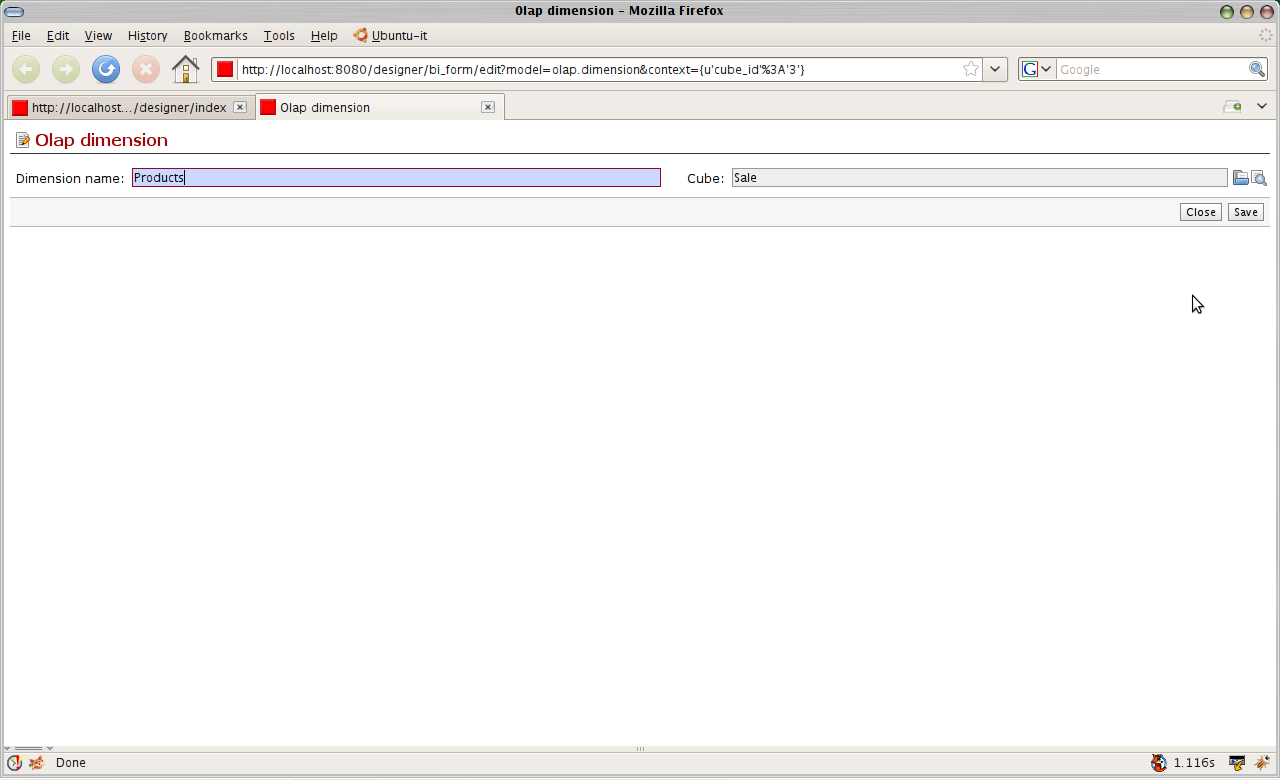 Olap dimension - Mozilla Firefox
File Edit View History Bookmarks Tools Help Ubuntu-it
http://localhost:8080/designer/bi_form/edit?model=olap.dimension&context={u'cube_id'%3A'3'} G Google
http://localhost.../designer/index Olap dimension
Olap dimension
Dimension name: Products Cube: Sale
Close Save
Done 1.116s